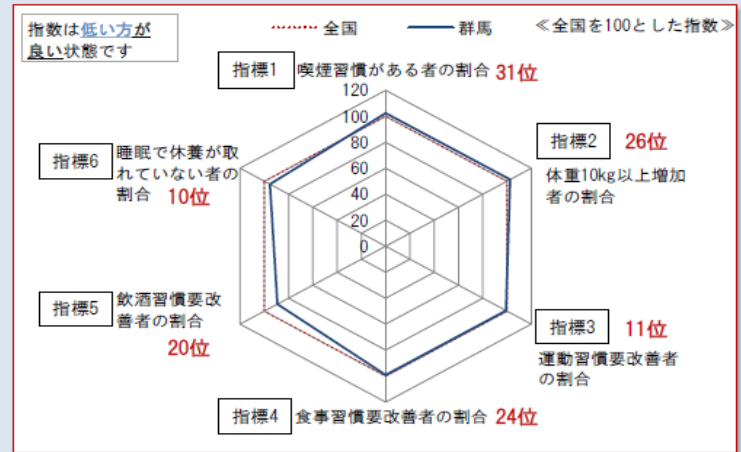 指数は低い方が
良い状態です
全国
群馬
≪全国を100とした指数≫
指標1
喫煙習慣がある者の割合
31位
120
100
80
60
40
20
0
指標2
26位
体重10kg以上増加
者の割合
指標3
11位
運動習慣要改善者
の割合
指標4
食事習慣要改善者の割合
24位
指標5
飲酒習慣要改
善者の割合
20位
指標6
睡眠で休養が取
れていない者の
割合
10位